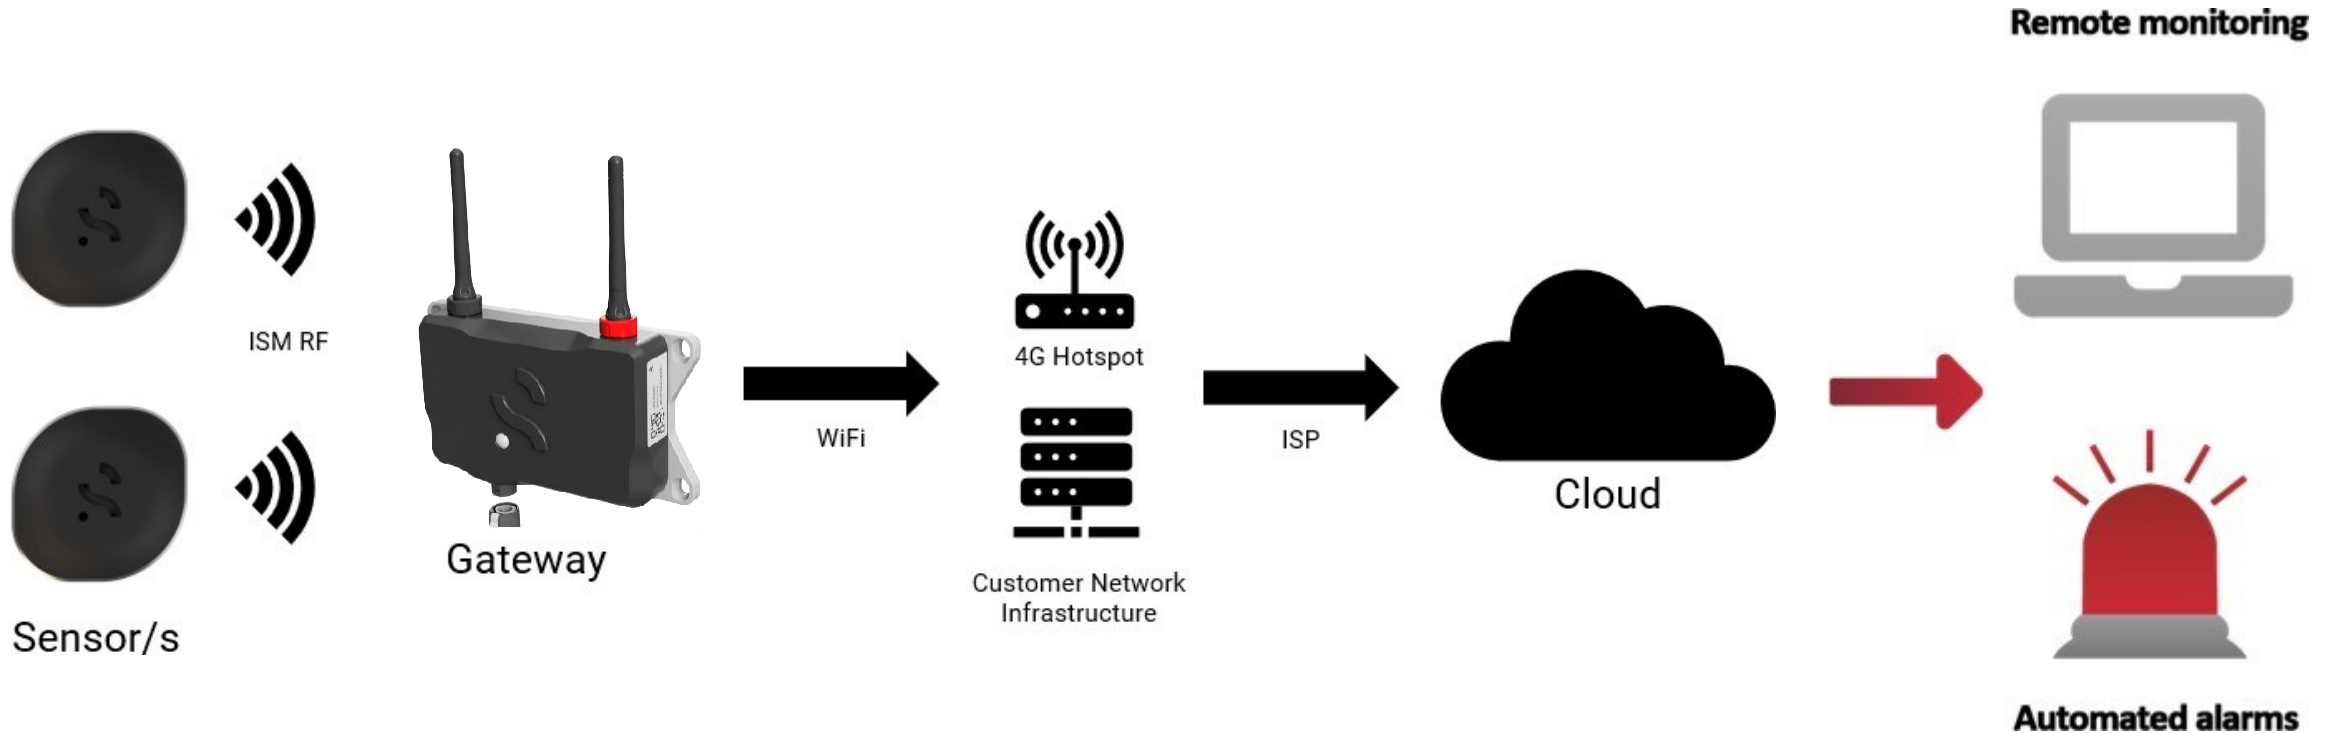 Remote monitoring
ISM RF
4G Hotspot
WiFi
ISP
Cloud
Gateway
Customer Network
Infrastructure
Sensor/s
Automated alarms